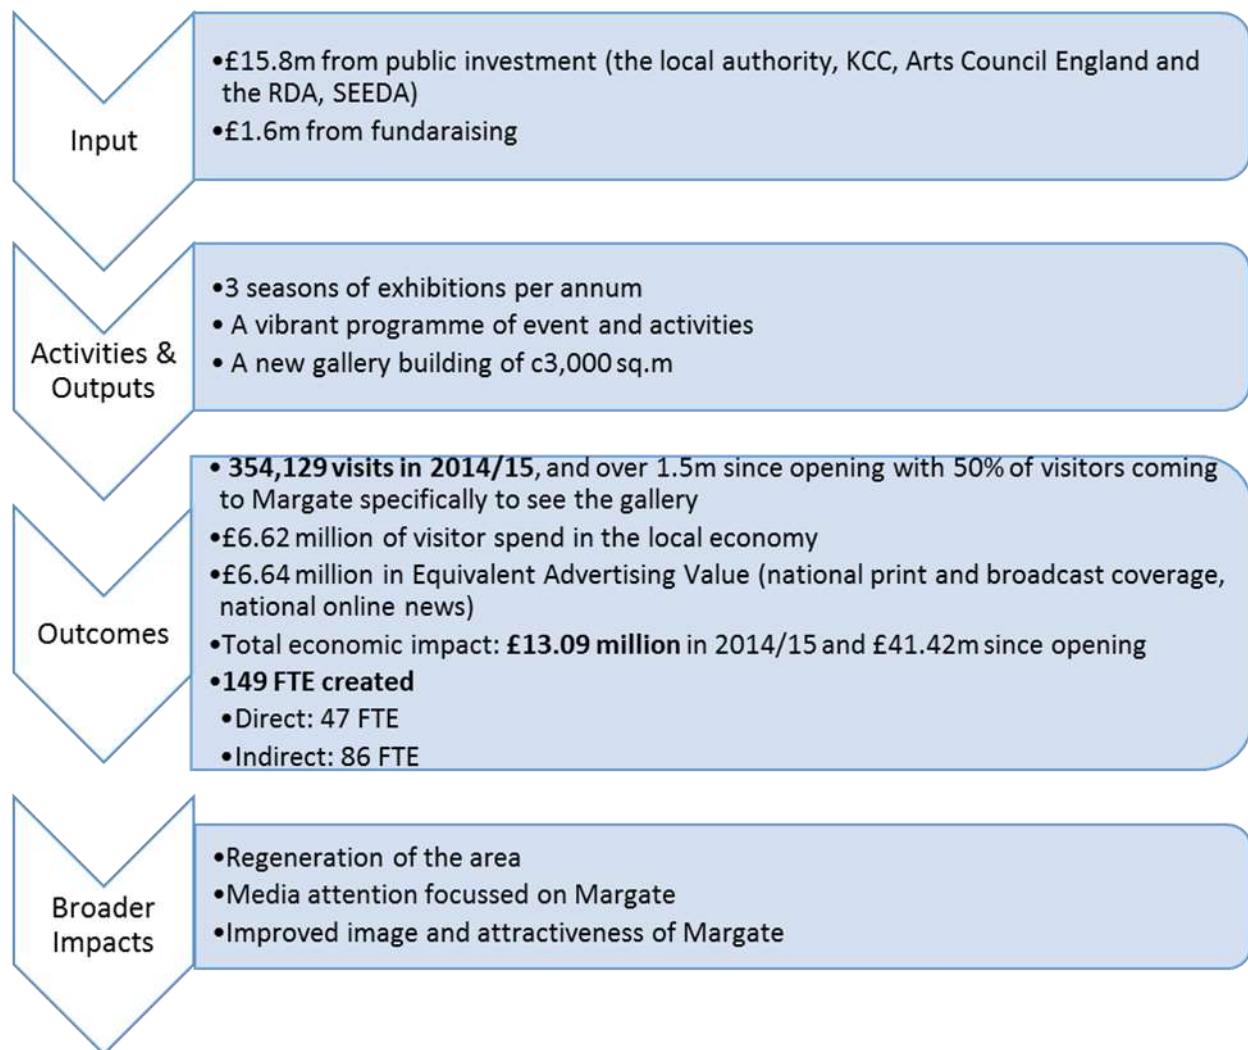 Input
•£15.8m from public investment (the local authority, KCC, Arts Council England and
the RDA, SEEDA)
•£1.6m from fundaraising
Activities &
Outputs
•3 seasons of exhibitions per annum
• A vibrant programme of event and activities
• A new gallery building of c3,000 sq.m
Outcomes
• 354,129 visits in 2014/15, and over 1.5m since opening with 50% of visitors coming
to Margate specifically to see the gallery
•£6.62 million of visitor spend in the local economy
•£6.64 million in Equivalent Advertising Value (national print and broadcast coverage,
national online news)
•Total economic impact: £13.09 million in 2014/15 and £41.42m since opening
•149 FTE created
•Direct: 47 FTE
•Indirect: 86 FTE
Broader
Impacts
•Regeneration of the area
•Media attention focussed on Margate
•Improved image and attractiveness of Margate